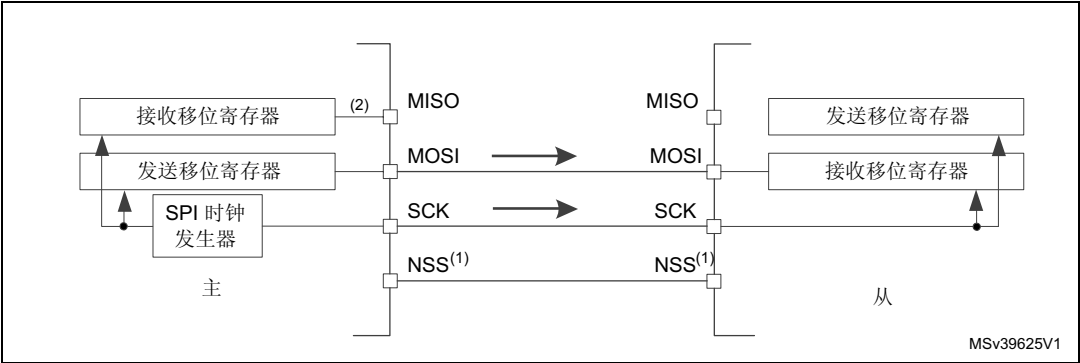 (2) MISO MISO
接收移位寄存器 发送移位寄存器
MOSI MOSI
发送移位寄存器 接收移位寄存器
SPI 时钟 SCK SCK
发生器
NSS(1) NSS(1)
主 从
MSv39625V1